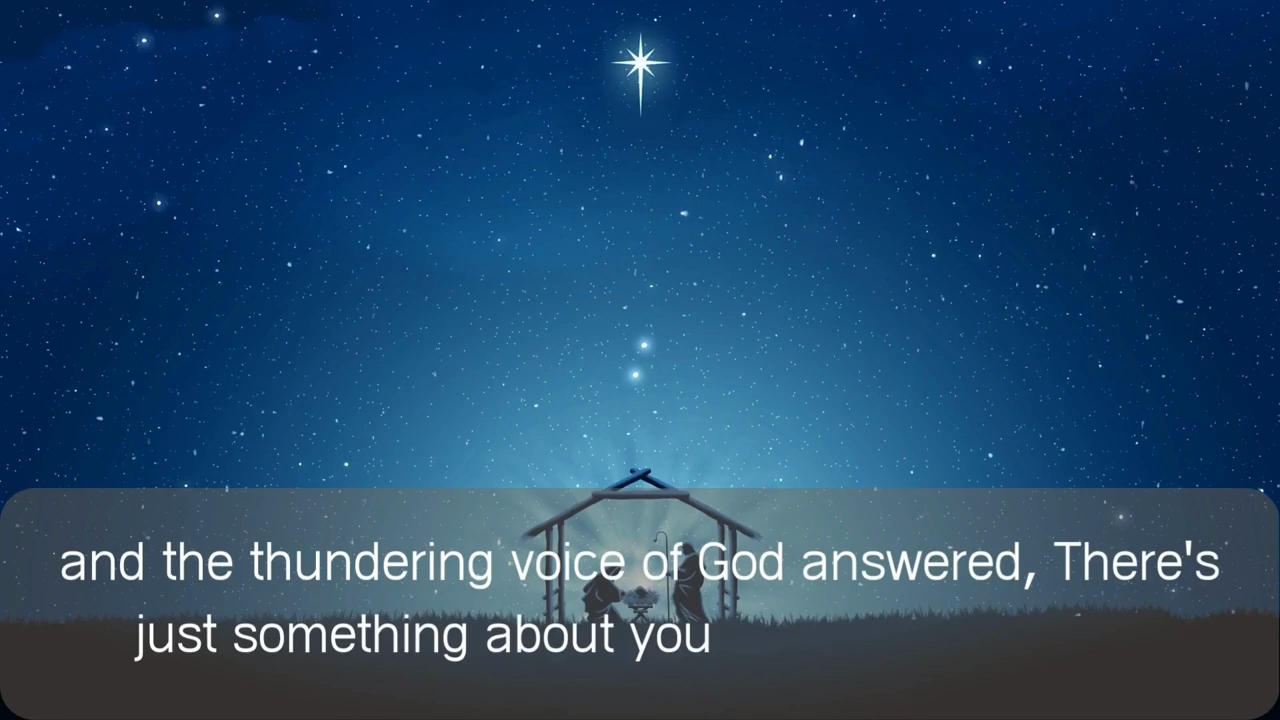 and the thundering voice of God answered, There's
just something about you